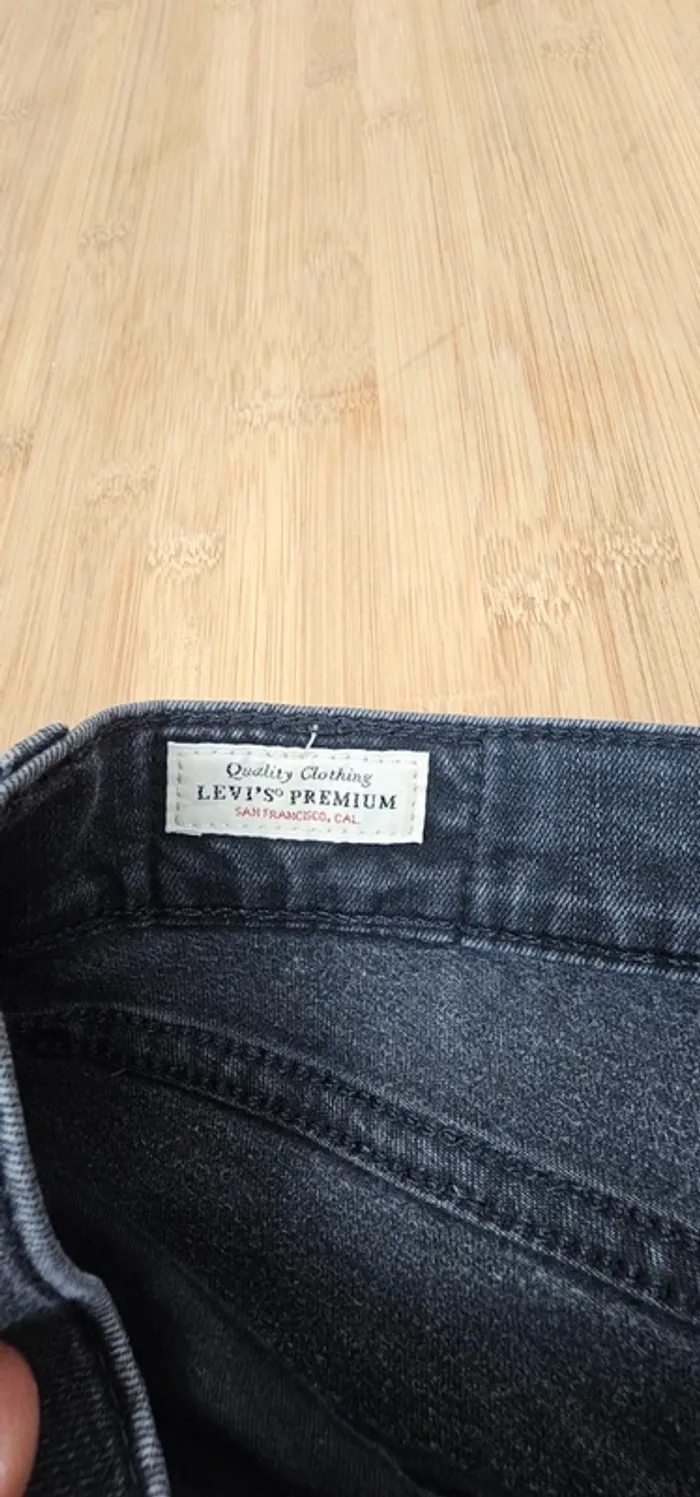 Quality Clothing
LEVI'S® PREMIUM
SAN FRANCISCO, CAL.